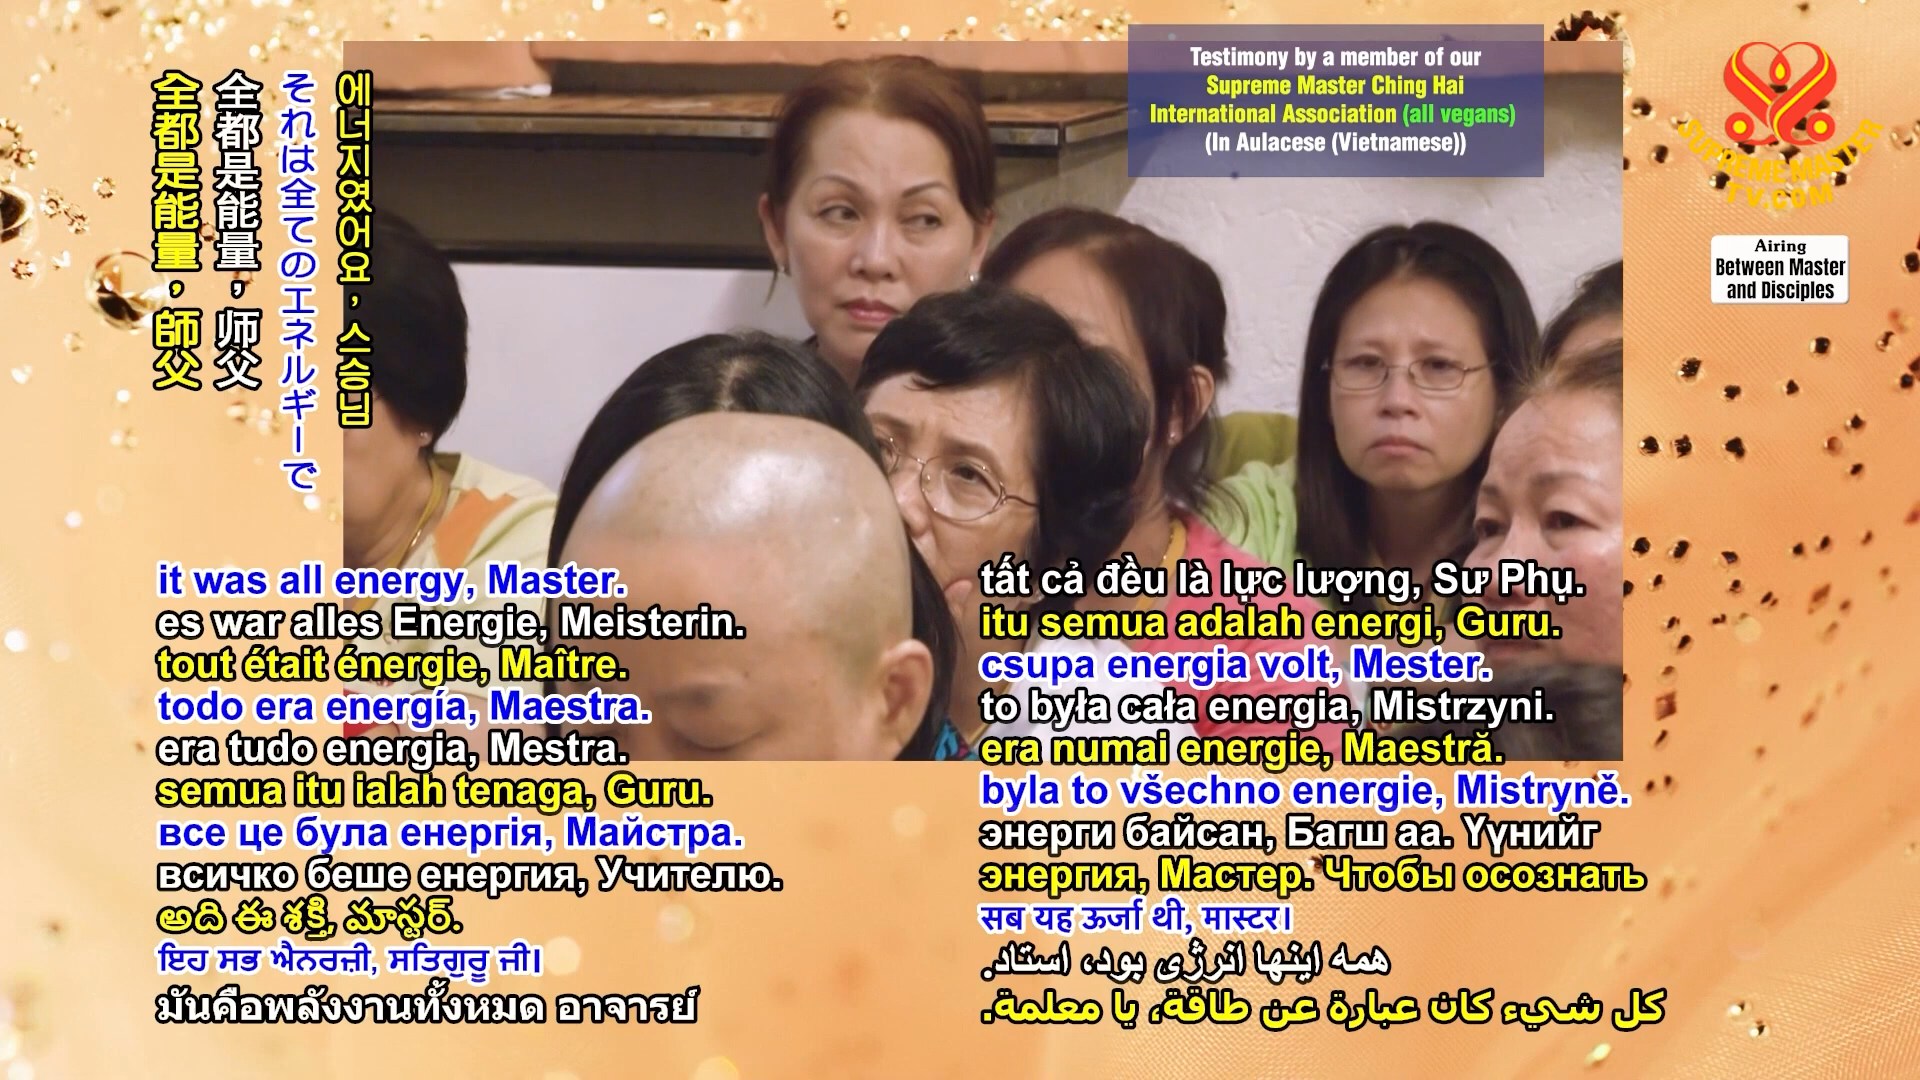 Testimony by a member of our
Supreme Master Ching Hai
International Association (all vegans)
(In Aulacese (Vietnamese))
SUPREME MASTER
TV.COM
Airing
Between Master
and Disciples
에너지였어요, 스승님
それは全てのエネルギーで
全都是能量，师父
全都是能量，師父
it was all energy, Master.
es war alles Energie, Meisterin.
tout était énergie, Maître.
todo era energía, Maestra.
era tudo energia, Mestra.
semua itu ialah tenaga, Guru.
все це була енергія, Майстра.
всичко беше енергия, Учителю.
అది ఈ శక్తి, మాస్టర్.
ਇਹ ਸਭ ਐਨਰਜ਼ੀ, ਸਤਿਗੁਰੂ ਜੀ।
มันคือพลังงานทั้งหมด อาจารย์
tất cả đều là lực lượng, Sư Phụ.
itu semua adalah energi, Guru.
csupa energia volt, Mester.
to była cała energia, Mistrzyni.
era numai energie, Maestră.
byla to všechno energie, Mistryně.
энерги байсан, Багш аа. Үүнийг
энергия, Мастер. Чтобы осознать
सब यह ऊर्जा थी, मास्टर।
همه اینها انرژی بود، استاد.
كل شيء كان عبارة عن طاقة، يا معلمة.